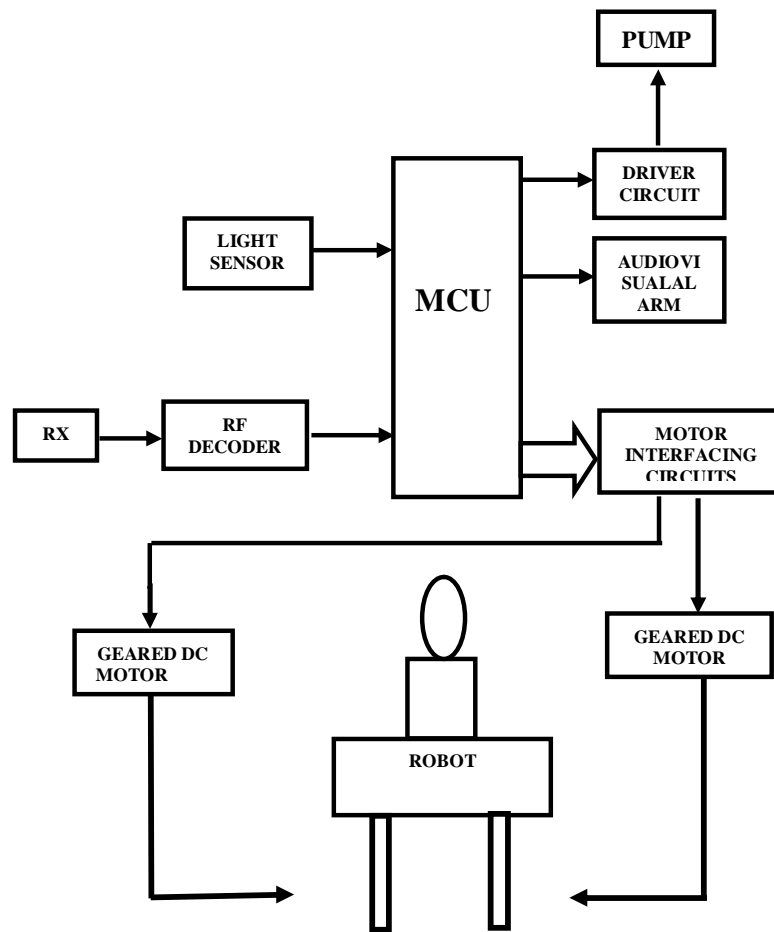 PUMP
DRIVER
CIRCUIT
LIGHT
SENSOR
AUDIOVI
SUALAL
ARM
MCU
RX
RF
DECODER
MOTOR
INTERFACING
CIRCUITS
GEARED DC
MOTOR
GEARED DC
MOTOR
ROBOT